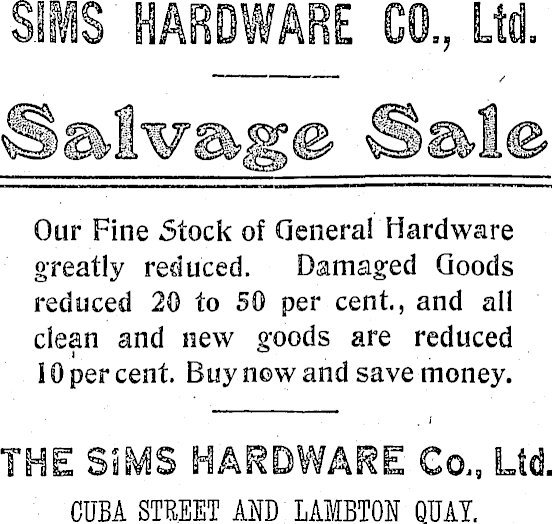 SIMS HARDWARE CO., Ltd.
Salvage Sale
Our Fine Stock of General Hardware
greatly reduced. Damaged Goods
reduced 20 to 50 per cent., and all
clean and new goods are reduced
10 per cent. Buy now and save money.
THE SIMS HARDWARE Co., Ltd.
CUBA STREET AND LAMBTON QUAY.